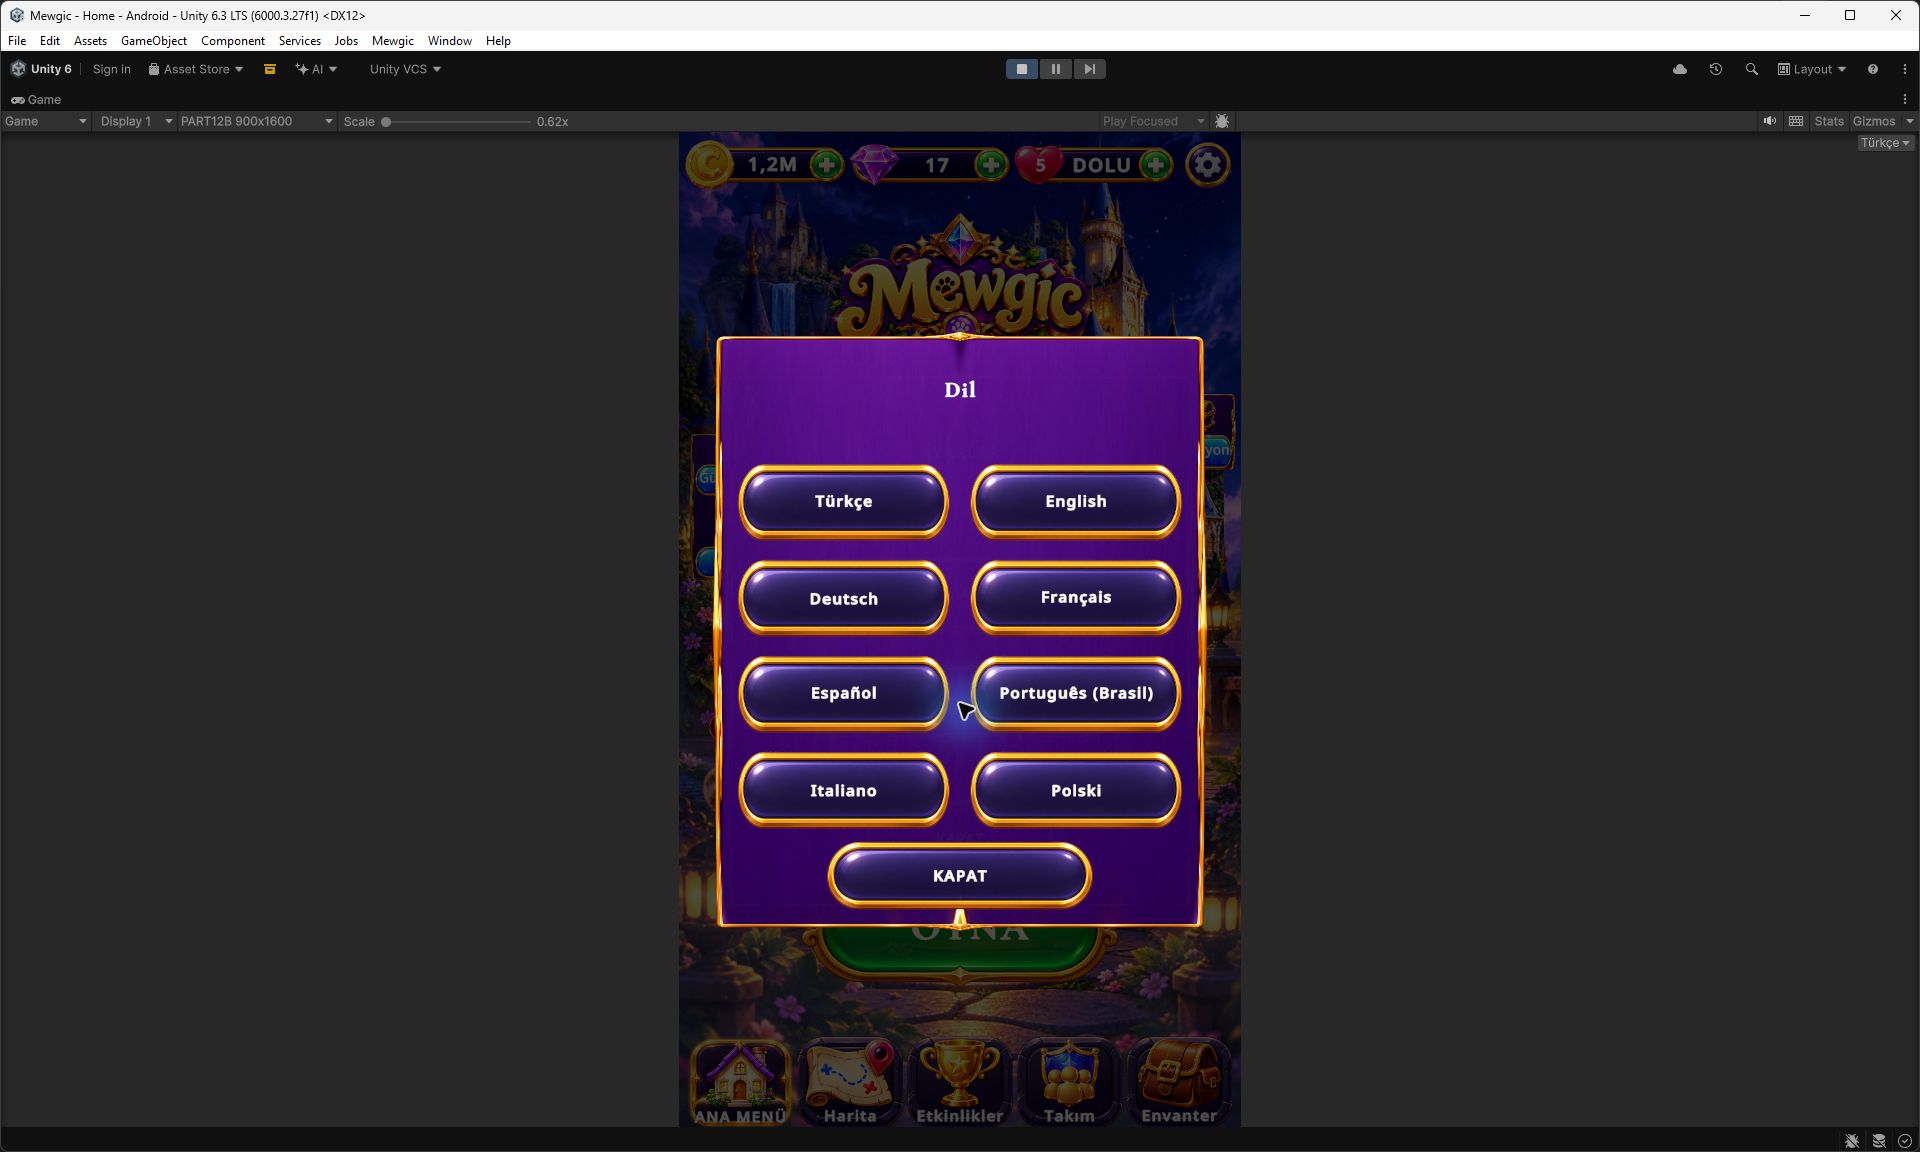 Mewgic - Home - Android - Unity 6.3 LTS (6000.3.27f1) <DX12>
File Edit Assets GameObject Component Services Jobs Mewgic Window Help
Unity 6 Sign in Asset Store AI Unity VCS Layout
Game
Game Display 1 PART12B 900x1600 Scale 0.62x Play Focused Stats Gizmos
Türkçe
1,2M 17 5 DOLU
Mewgic
Dil
Türkçe English
Deutsch Français
Español Português (Brasil)
Italiano Polski
KAPAT
ANA MENÜ Harita Etkinlikler Takım Envanter